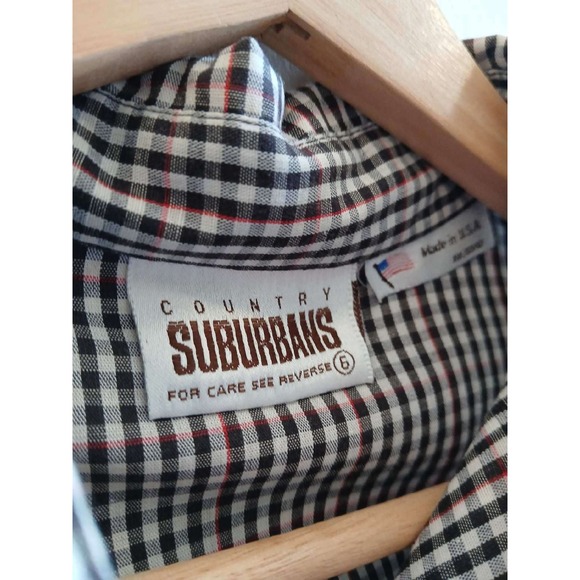 COUNTRY
SUBURBANS
FOR CARE SEE REVERSE 6
Made in U.S.A.